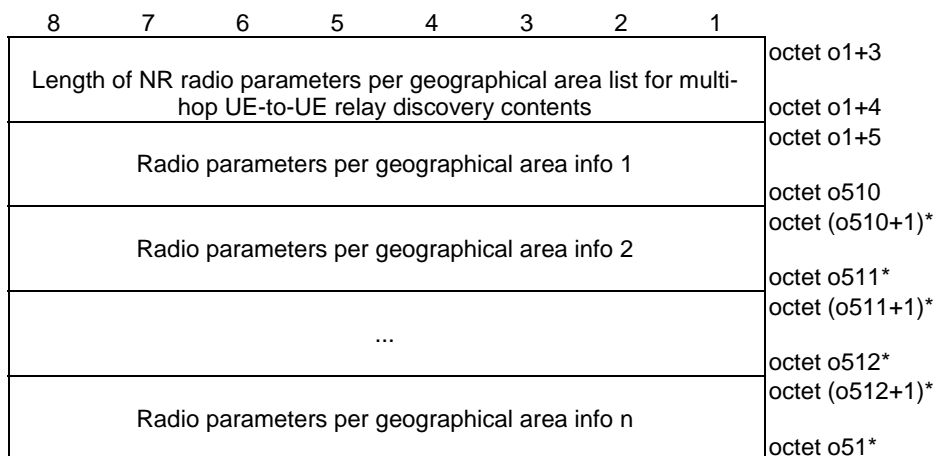 8 7 6 5 4 3 2 1
octet o1+3
Length of NR radio parameters per geographical area list for multi-
hop UE-to-UE relay discovery contents
octet o1+4
octet o1+5
Radio parameters per geographical area info 1
octet o510
octet (o510+1)*
Radio parameters per geographical area info 2
octet o511*
octet (o511+1)*
...
octet o512*
octet (o512+1)*
Radio parameters per geographical area info n
octet o51*